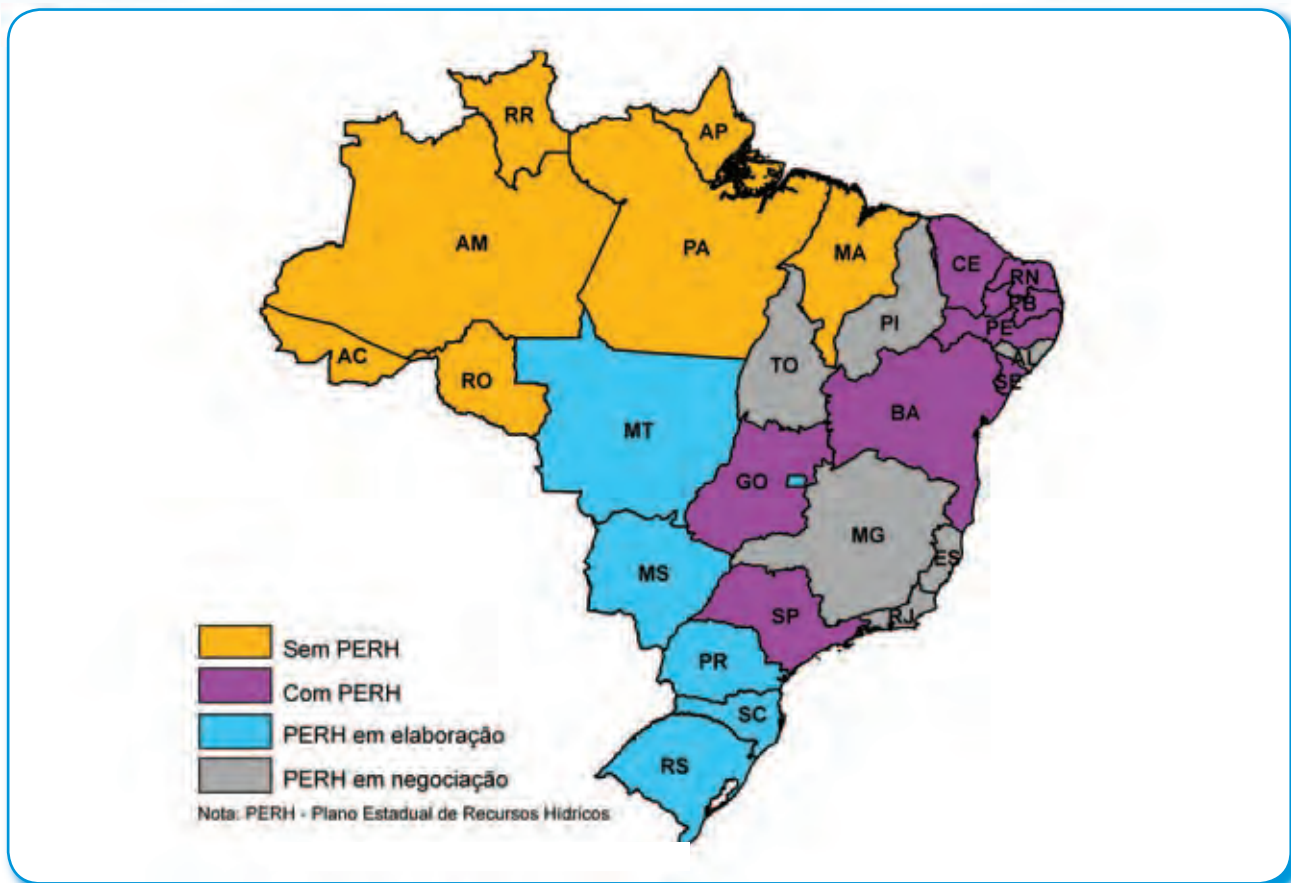 RR
AP
AM
PA
MA
CE
RN
PB
PE
PI
AL
SE
AC
RO
TO
BA
MT
GO
MG
ES
MS
SP
RJ
PR
SC
RS
Sem PERH
Com PERH
PERH em elaboração
PERH em negociação
Nota: PERH - Plano Estadual de Recursos Hídricos